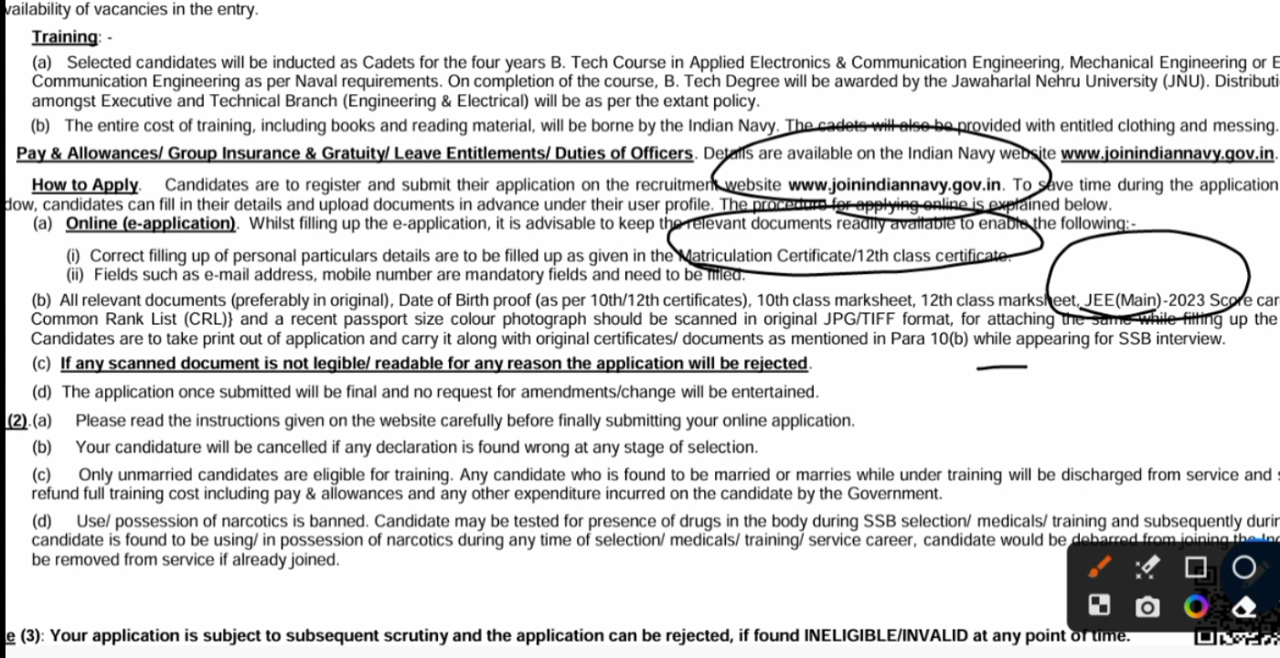 vailability of vacancies in the entry.
Training: -
(a) Selected candidates will be inducted as Cadets for the four years B. Tech Course in Applied Electronics & Communication Engineering, Mechanical Engineering or E
Communication Engineering as per Naval requirements. On completion of the course, B. Tech Degree will be awarded by the Jawaharlal Nehru University (JNU). Distributi
amongst Executive and Technical Branch (Engineering & Electrical) will be as per the extant policy.
(b) The entire cost of training, including books and reading material, will be borne by the Indian Navy. The cadets will also be provided with entitled clothing and messing.
Pay & Allowances/ Group Insurance & Gratuity/ Leave Entitlements/ Duties of Officers. Details are available on the Indian Navy website www.joinindiannavy.gov.in.
How to Apply. Candidates are to register and submit their application on the recruitment website www.joinindiannavy.gov.in. To save time during the application
dow, candidates can fill in their details and upload documents in advance under their user profile. The procedure for applying online is explained below.
(a) Online (e-application). Whilst filling up the e-application, it is advisable to keep the relevant documents readily available to enable the following:-
(i) Correct filling up of personal particulars details are to be filled up as given in the Matriculation Certificate/12th class certificate.
(ii) Fields such as e-mail address, mobile number are mandatory fields and need to be filled.
(b) All relevant documents (preferably in original), Date of Birth proof (as per 10th/12th certificates), 10th class marksheet, 12th class marksheet, JEE(Main)-2023 Score car
Common Rank List (CRL)} and a recent passport size colour photograph should be scanned in original JPG/TIFF format, for attaching the same while filling up the
Candidates are to take print out of application and carry it along with original certificates/ documents as mentioned in Para 10(b) while appearing for SSB interview.
(c) If any scanned document is not legible/ readable for any reason the application will be rejected.
(d) The application once submitted will be final and no request for amendments/change will be entertained.
(2).(a) Please read the instructions given on the website carefully before finally submitting your online application.
(b) Your candidature will be cancelled if any declaration is found wrong at any stage of selection.
(c) Only unmarried candidates are eligible for training. Any candidate who is found to be married or marries while under training will be discharged from service and s
refund full training cost including pay & allowances and any other expenditure incurred on the candidate by the Government.
(d) Use/ possession of narcotics is banned. Candidate may be tested for presence of drugs in the body during SSB selection/ medicals/ training and subsequently durin
candidate is found to be using/ in possession of narcotics during any time of selection/ medicals/ training/ service career, candidate would be debarred from joining the Ind
be removed from service if already joined.
e (3): Your application is subject to subsequent scrutiny and the application can be rejected, if found INELIGIBLE/INVALID at any point of time.